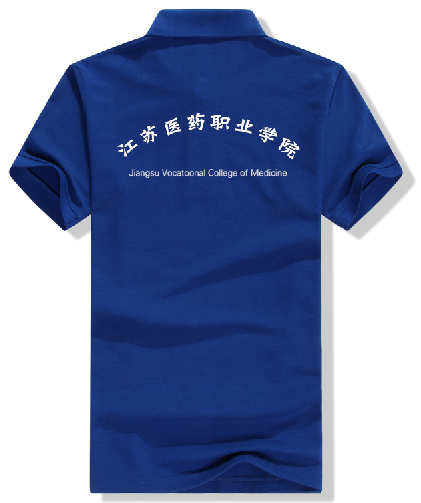 江苏医药职业学院
Jiangsu Vocatoonal College of Medicine